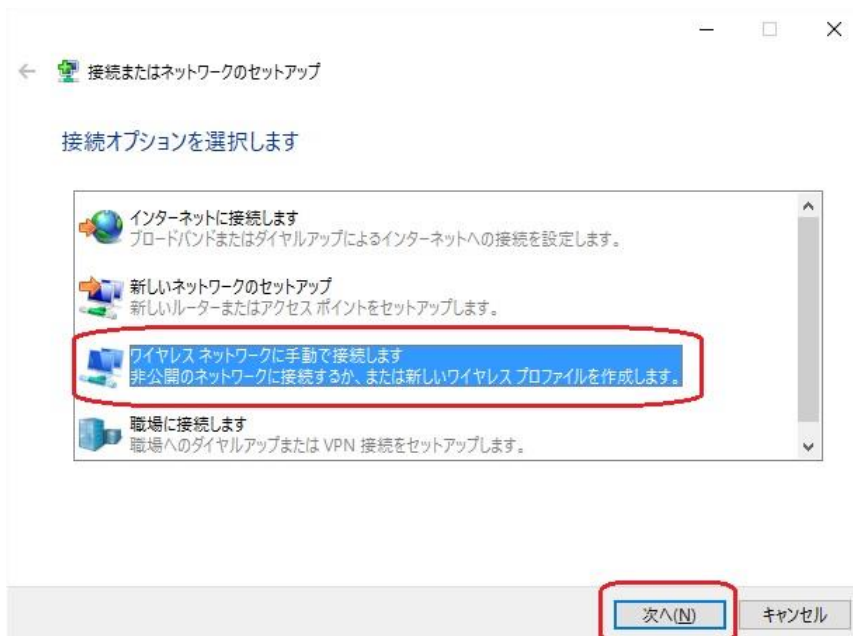 接続またはネットワークのセットアップ
接続オプションを選択します
インターネットに接続します
ブロードバンドまたはダイヤルアップによるインターネットへの接続を設定します。
新しいネットワークのセットアップ
新しいルーターまたはアクセス ポイントをセットアップします。
ワイヤレス ネットワークに手動で接続します
非公開のネットワークに接続するか、または新しいワイヤレス プロファイルを作成します。
職場に接続します
職場へのダイヤルアップまたは VPN 接続をセットアップします。
次へ(N)
キャンセル